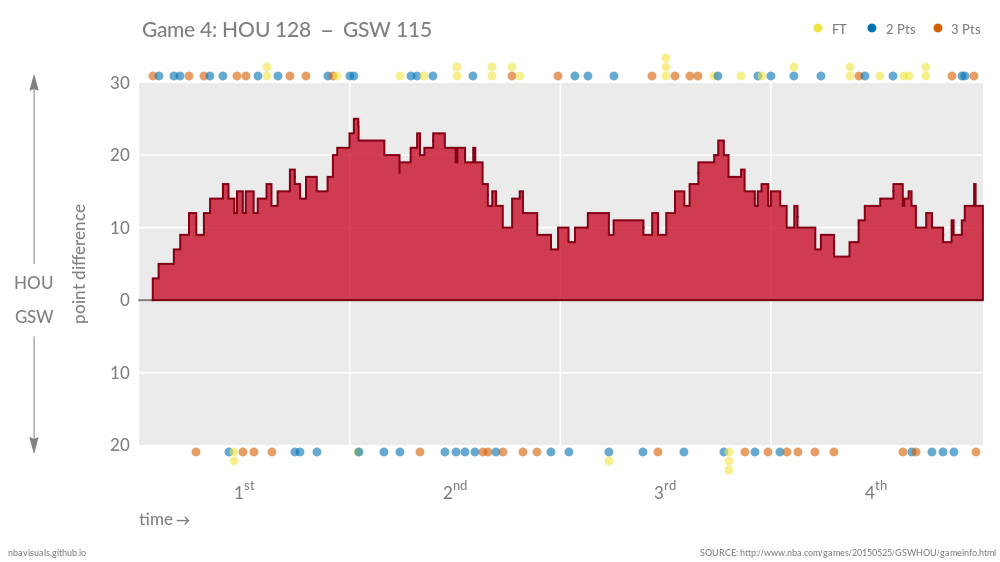 Game 4: HOU 128 – GSW 115
FT
2 Pts
3 Pts
30
20
10
0
10
20
HOU
GSW
point difference
1st
2nd
3rd
4th
time→
nbavisuals.github.io
SOURCE: http://www.nba.com/games/20150525/GSWHOU/gameinfo.html